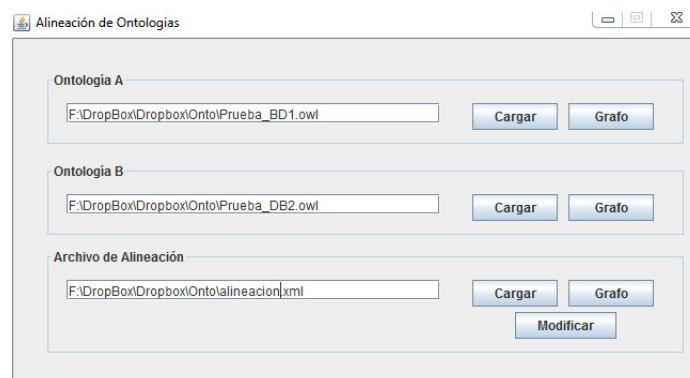 Alineación de Ontologias
Ontología A
F:\DropBox\Dropbox\Onto\Prueba_BD1.owl Cargar Grafo
Ontología B
F:\DropBox\Dropbox\Onto\Prueba_DB2.owl Cargar Grafo
Archivo de Alineación
F:\DropBox\Dropbox\Onto\alineacion.xml Cargar Grafo
Modificar